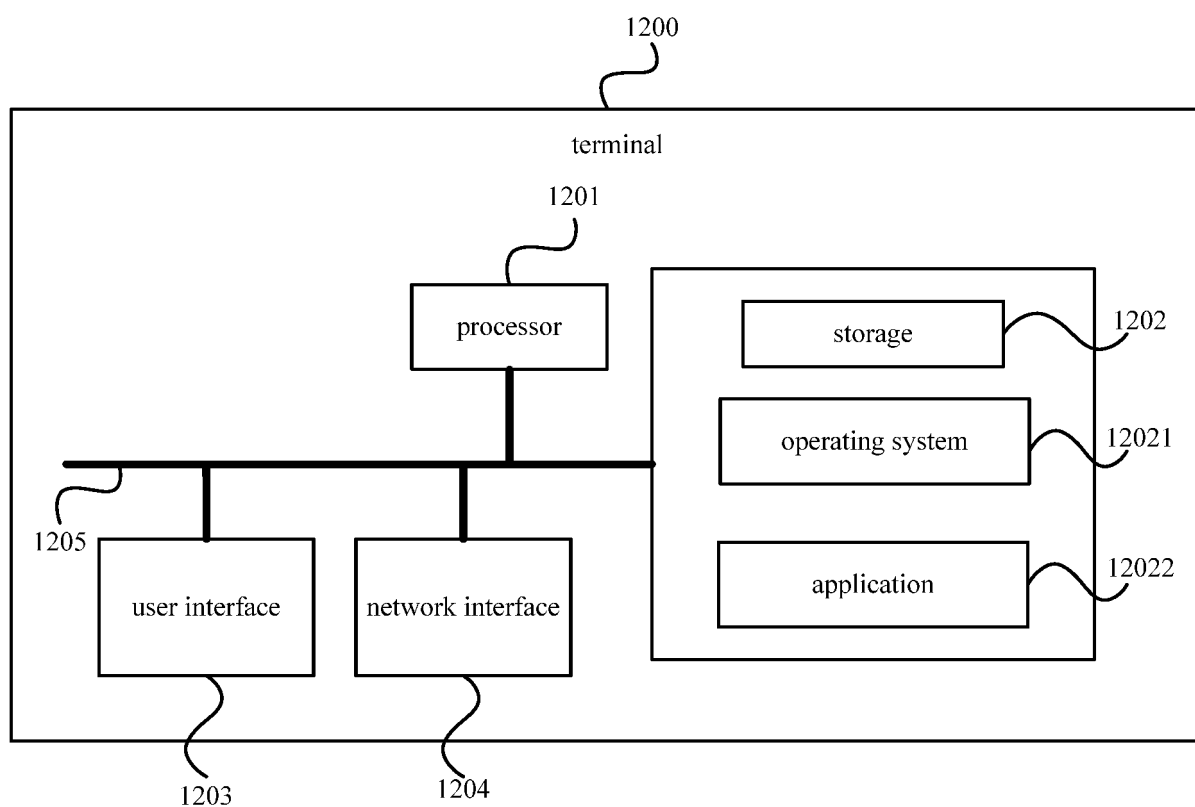 1200
terminal
1201
processor
storage
1202
operating system
12021
1205
user interface
network interface
application
12022
1203
1204